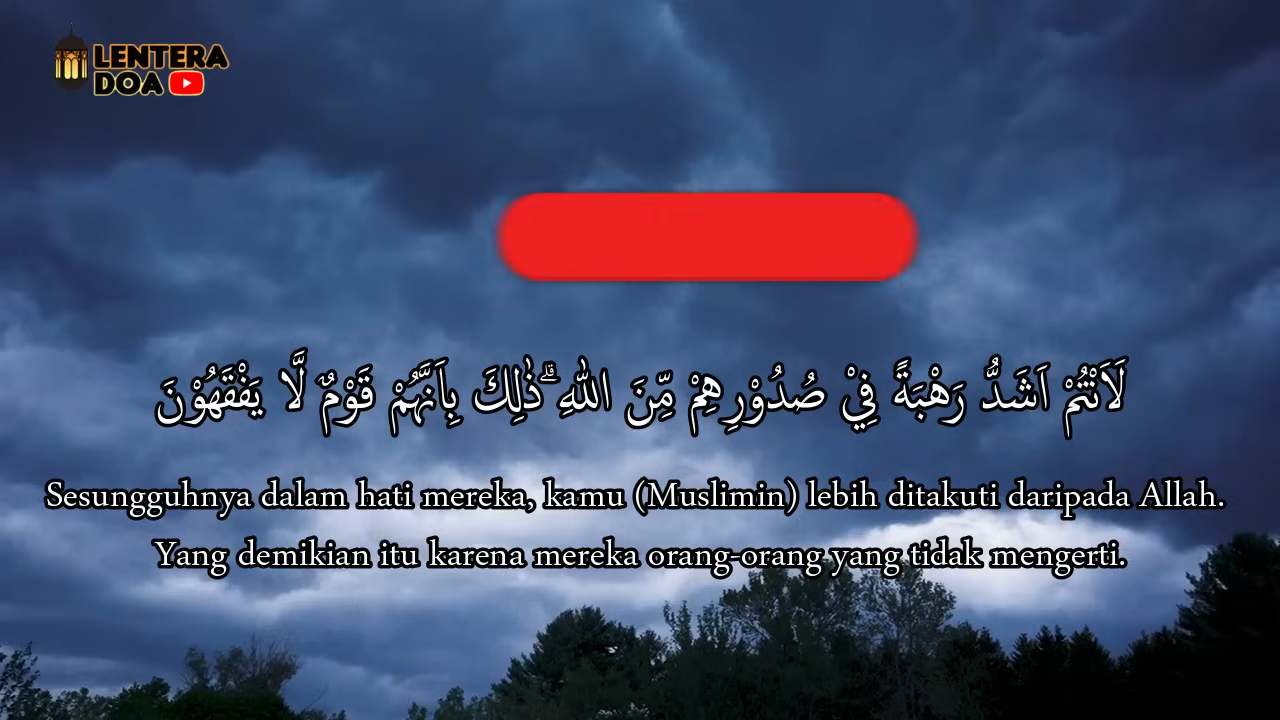 LENTERA
DOA
لَاَنْتُمْ اَشَدُّ رَهْبَةً فِيْ صُدُوْرِهِمْ مِّنَ اللّٰهِ ۗذٰلِكَ بِاَنَّهُمْ قَوْمٌ لَّا يَفْقَهُوْنَ
Sesungguhnya dalam hati mereka, kamu (Muslimin) lebih ditakuti daripada Allah.
Yang demikian itu karena mereka orang-orang yang tidak mengerti.